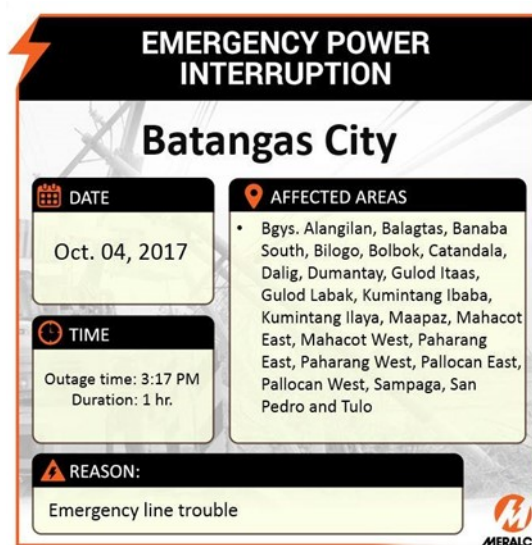 EMERGENCY POWER
INTERRUPTION
Batangas City
DATE
Oct. 04, 2017
TIME
Outage time: 3:17 PM
Duration: 1 hr.
AFFECTED AREAS
• Bgys. Alangilan, Balagtas, Banaba
South, Bilogo, Bolbok, Catandala,
Dalig, Dumantay, Gulod Itaas,
Gulod Labak, Kumintang Ibaba,
Kumintang Ilaya, Maapaz, Mahacot
East, Mahacot West, Paharang
East, Paharang West, Pallocan East,
Pallocan West, Sampaga, San
Pedro and Tulo
REASON:
Emergency line trouble
MERALC